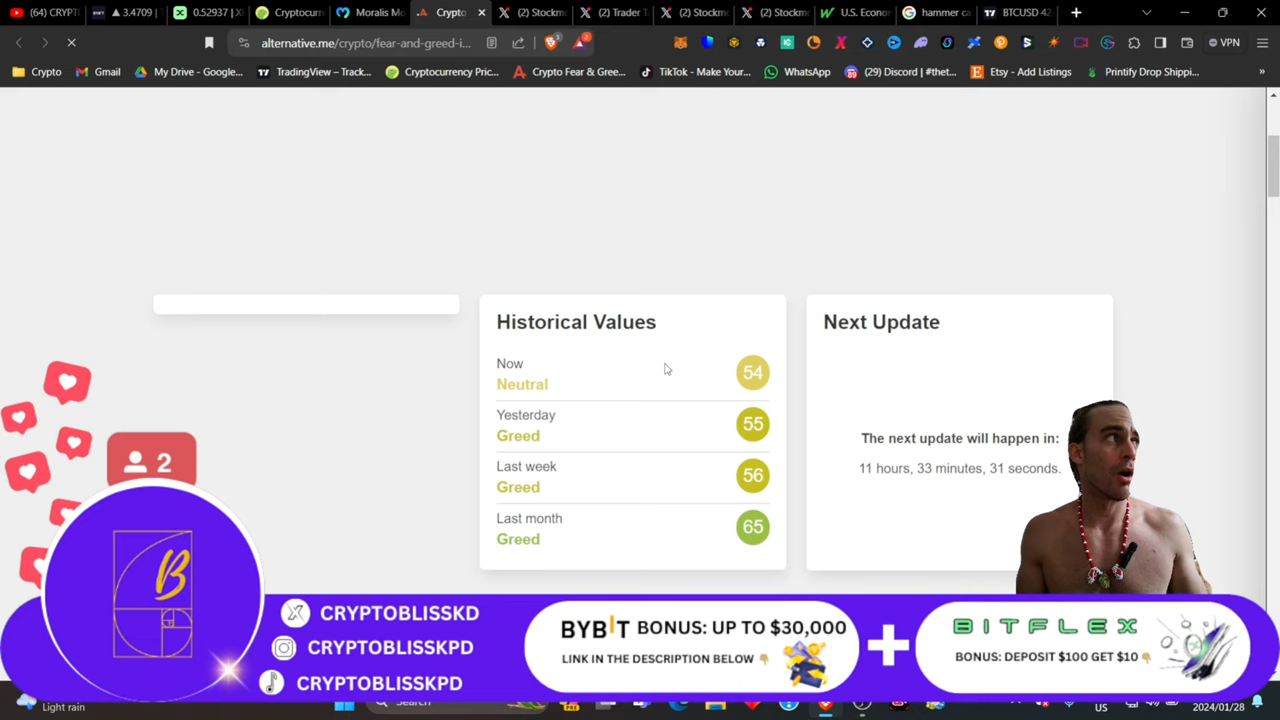 (64) CRYPT
3.4709
0.52937 | X
Cryptocurr
Moralis Mo
Crypto
(2) Stockm
(2) Trader T
(2) Stockm
(2) Stockm
U.S. Econo
hammer ca
BTCUSD 42
alternative.me/crypto/fear-and-greed-i...
VPN
Crypto
Gmail
My Drive - Google...
TradingView – Track...
Cryptocurrency Pric...
Crypto Fear & Gree...
TikTok - Make Your...
WhatsApp
(29) Discord | #thet...
Etsy - Add Listings
Printify Drop Shippi...
Historical Values
Now
Neutral
54
Yesterday
Greed
55
Last week
Greed
56
Last month
Greed
65
Next Update
The next update will happen in:
11 hours, 33 minutes, 31 seconds.
2
B
CRYPTOBLISSKD
CRYPTOBLISSKPD
CRYPTOBLISSKPD
BYBIT BONUS: UP TO $30,000
LINK IN THE DESCRIPTION BELOW
+
BITFLEX
BONUS: DEPOSIT $100 GET $10
Light rain
Search
US
2024/01/28